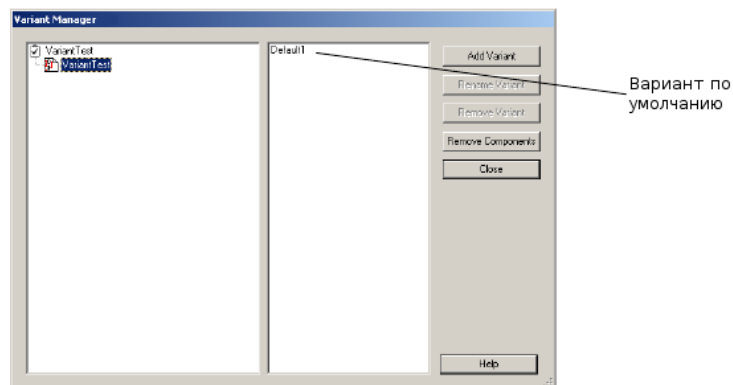 Variant Manager
VariantTest
VariantTest
Default1
Add Variant
Rename Variant
Remove Variant
Remove Components
Close
Help
Вариант по
умолчанию